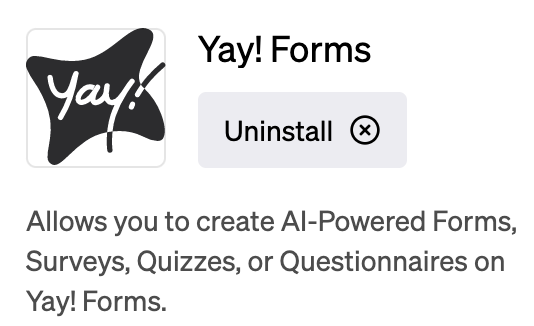 Yay!
Yay! Forms
Uninstall
Allows you to create AI-Powered Forms,
Surveys, Quizzes, or Questionnaires on
Yay! Forms.